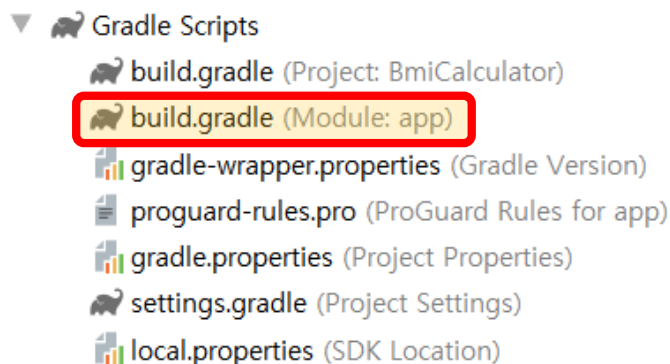 Gradle Scripts
build.gradle (Project: BmiCalculator)
build.gradle (Module: app)
gradle-wrapper.properties (Gradle Version)
proguard-rules.pro (ProGuard Rules for app)
gradle.properties (Project Properties)
settings.gradle (Project Settings)
local.properties (SDK Location)